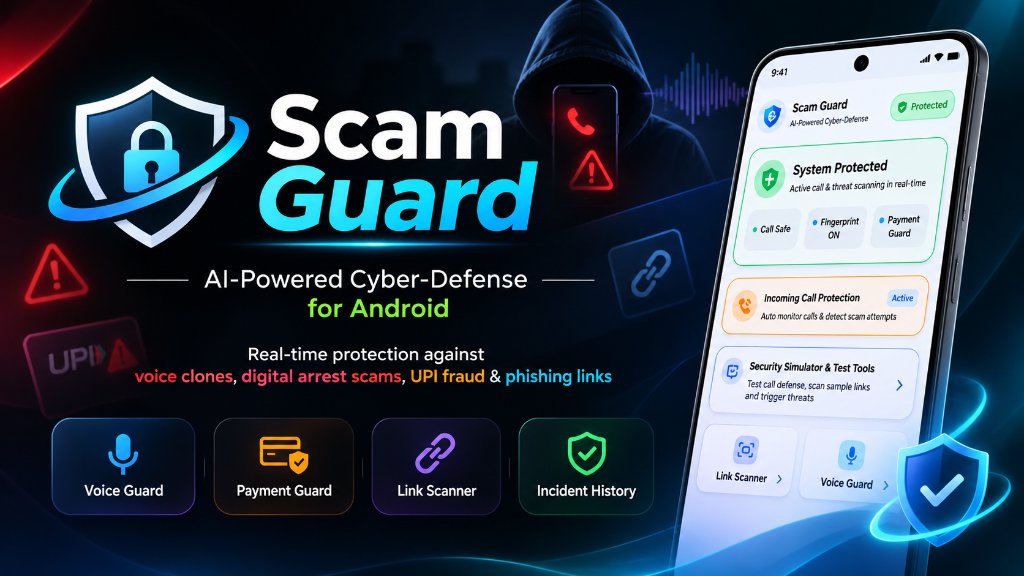 Scam
Guard
AI-Powered Cyber-Defense
for Android
Real-time protection against
voice clones, digital arrest scams, UPI fraud & phishing links
UPI
Voice Guard
Payment Guard
Link Scanner
Incident History
9:41
Scam Guard
AI-Powered Cyber-Defense
Protected
System Protected
Active call & threat scanning in real-time
Call Safe
Fingerprint
ON
Payment
Guard
Incoming Call Protection
Active
Auto monitor calls & detect scam attempts
Security Simulator & Test Tools
Test call defense, scan sample links
and trigger threats
Link Scanner
Voice Guard